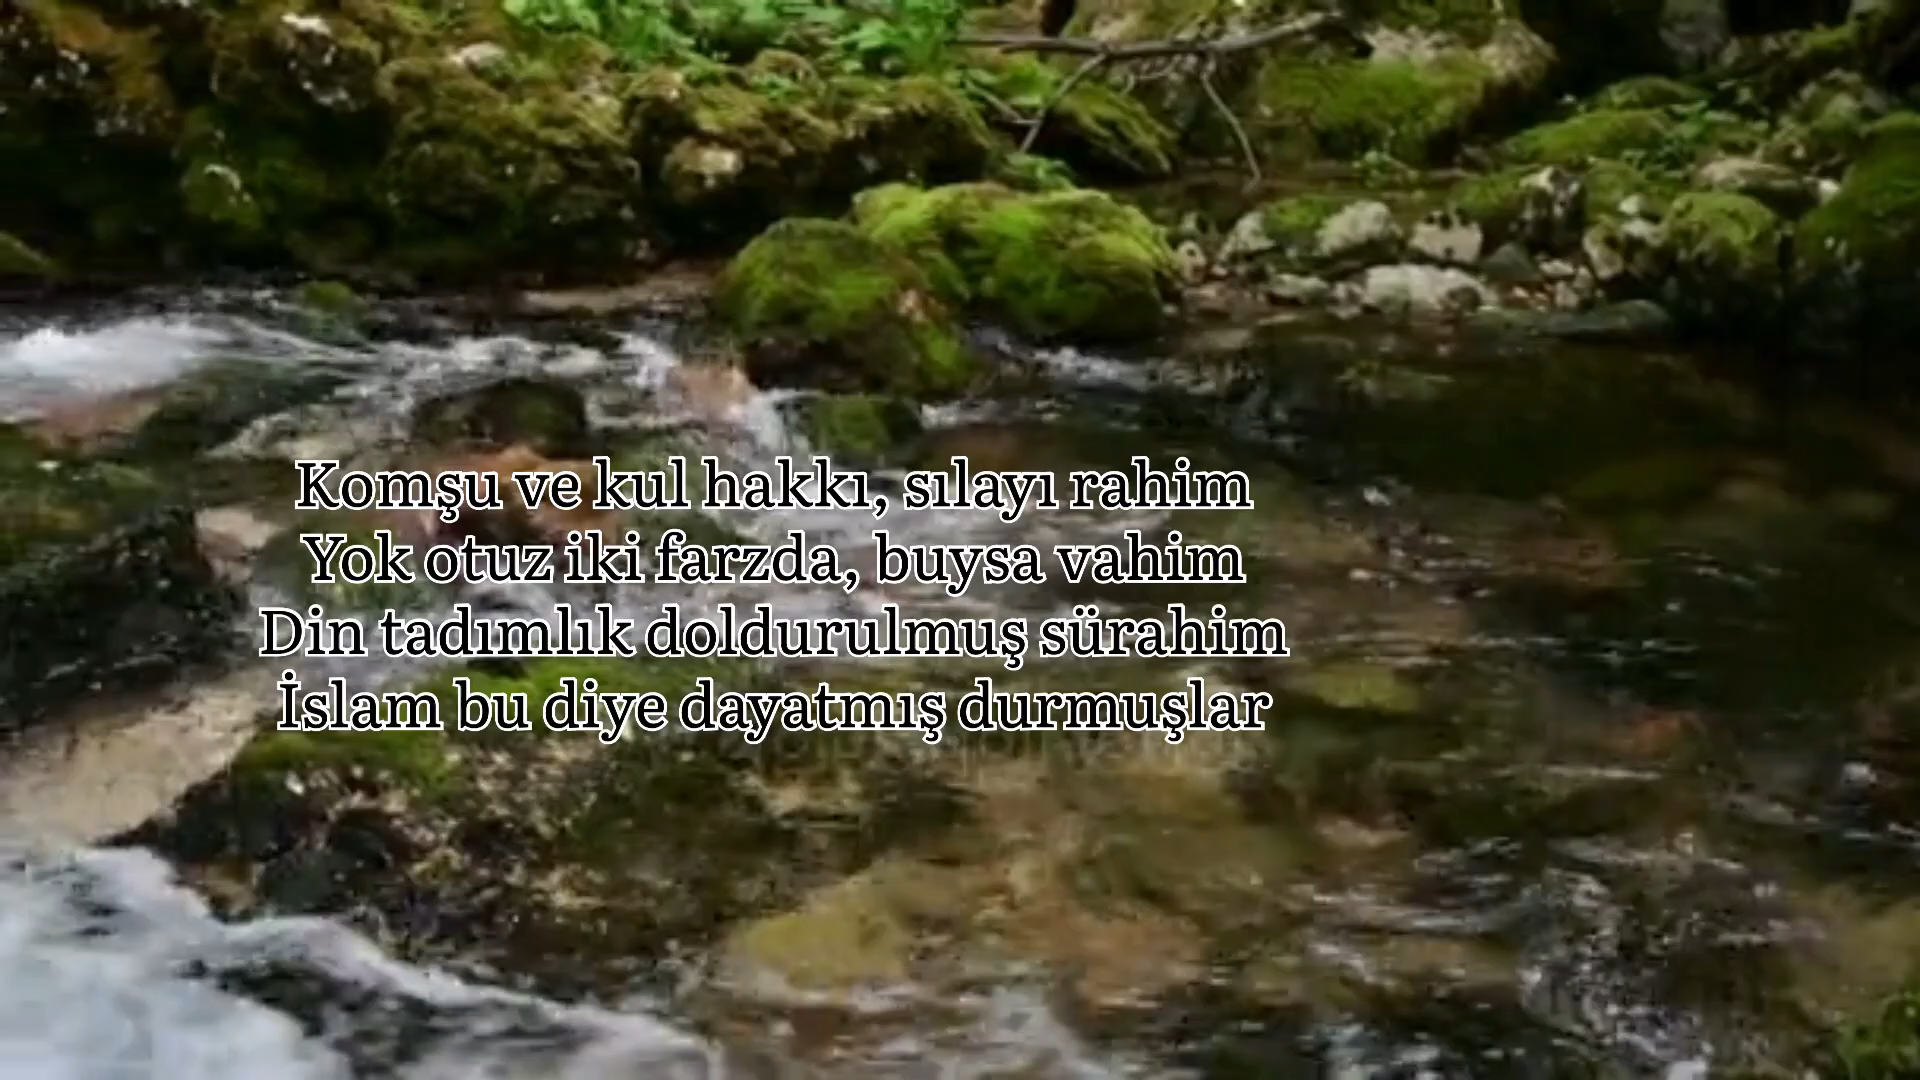 Komşu ve kul hakkı, sılayı rahim
Yok otuz iki farzda, buysa vahim
Din tadımlık doldurulmuş sürahim
İslam bu diye dayatmış durmuşlar